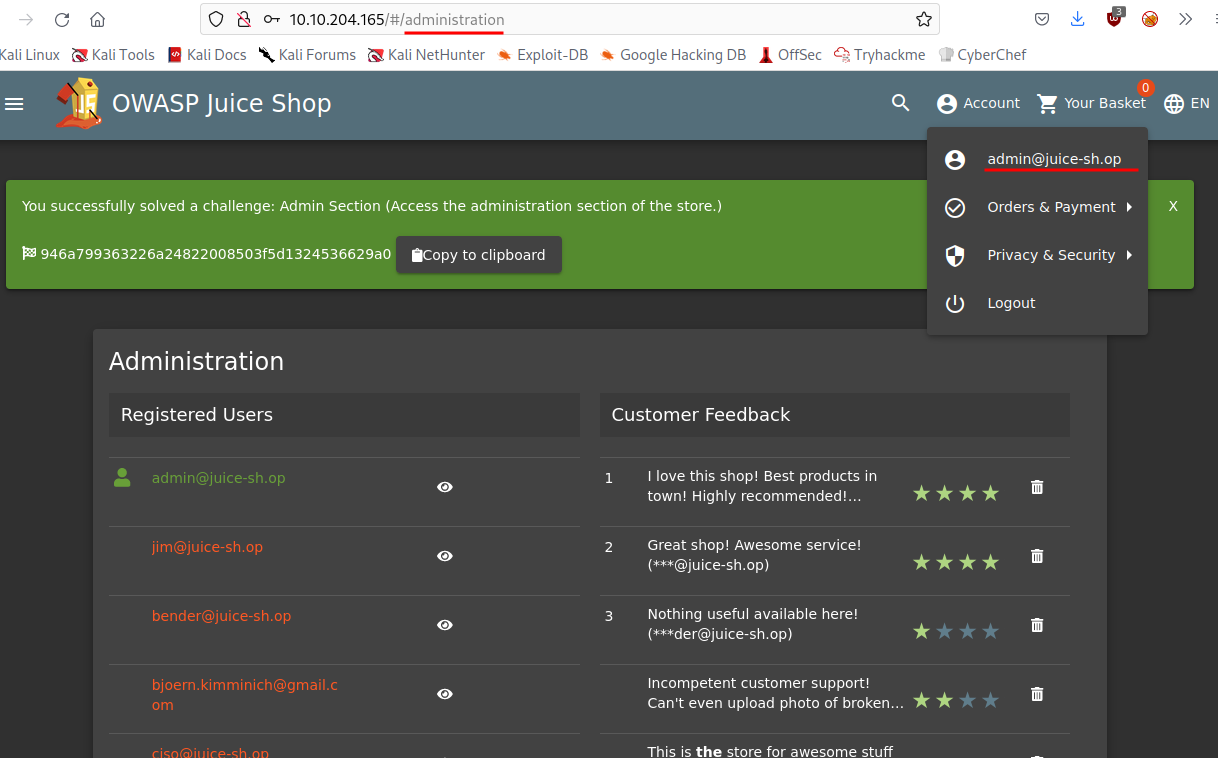 10.10.204.165/#/administration
3
Kali Linux Kali Tools Kali Docs Kali Forums Kali NetHunter Exploit-DB Google Hacking DB OffSec Tryhackme CyberChef
OWASP Juice Shop
Account
Your Basket
0
EN
admin@juice-sh.op
Orders & Payment
Privacy & Security
Logout
You successfully solved a challenge: Admin Section (Access the administration section of the store.)
X
946a799363226a24822008503f5d1324536629a0
Copy to clipboard
Administration
Registered Users
admin@juice-sh.op
jim@juice-sh.op
bender@juice-sh.op
bjoern.kimminich@gmail.c
om
ciso@juice-sh.op
Customer Feedback
1 I love this shop! Best products in
town! Highly recommended!...
2 Great shop! Awesome service!
(***@juice-sh.op)
3 Nothing useful available here!
(***der@juice-sh.op)
Incompetent customer support!
Can't even upload photo of broken...
This is the store for awesome stuff